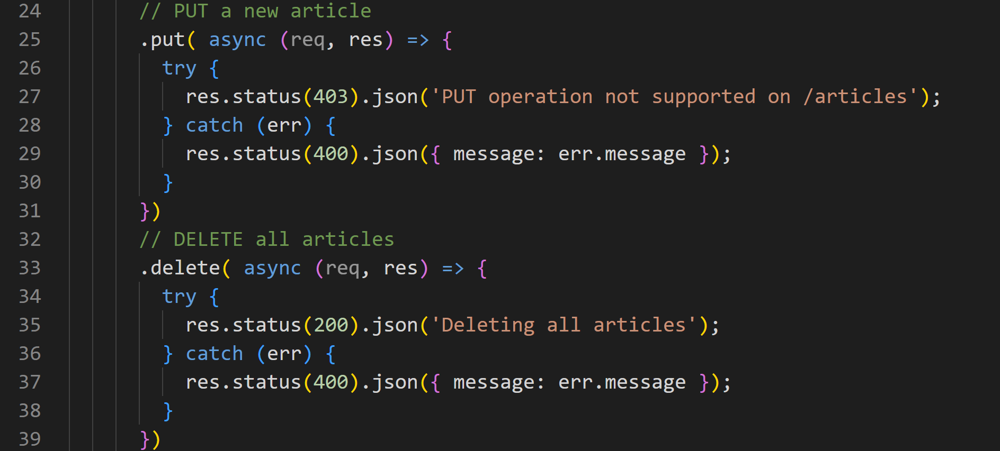 24 // PUT a new article
25 .put( async (req, res) => {
26 try {
27 res.status(403).json('PUT operation not supported on /articles');
28 } catch (err) {
29 res.status(400).json({ message: err.message });
30 }
31 })
32 // DELETE all articles
33 .delete( async (req, res) => {
34 try {
35 res.status(200).json('Deleting all articles');
36 } catch (err) {
37 res.status(400).json({ message: err.message });
38 }
39 })